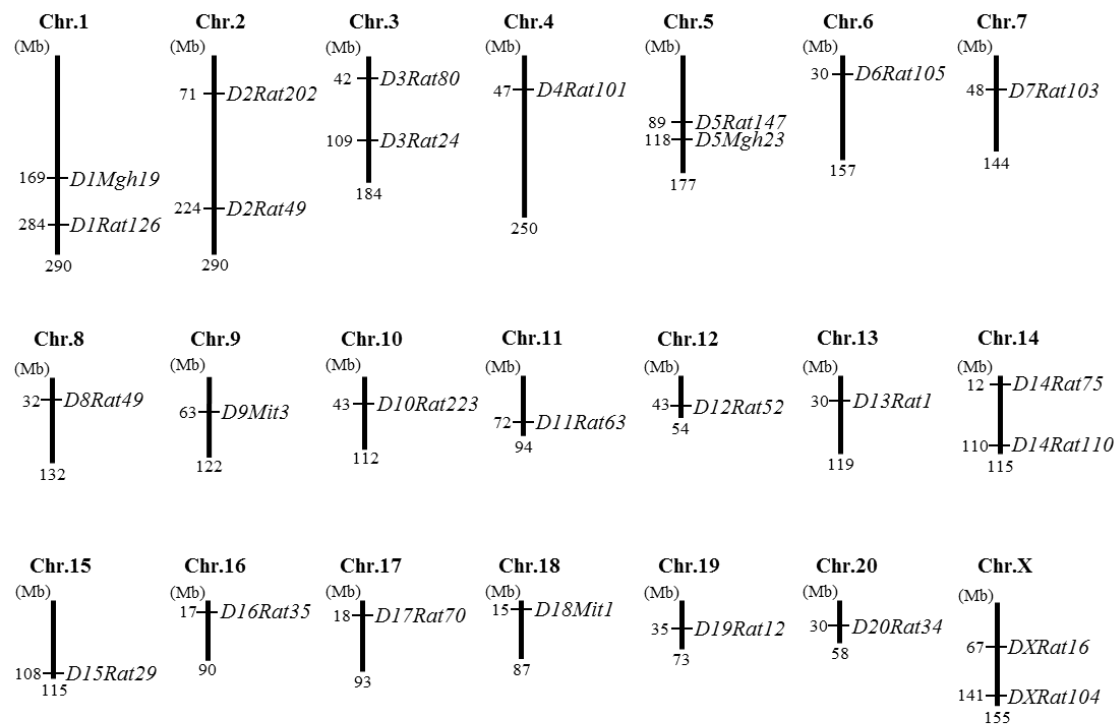 Chr.1 Chr.2 Chr.3 Chr.4 Chr.5 Chr.6 Chr.7
(Mb) (Mb) (Mb) (Mb) (Mb) (Mb) (Mb)
30 D6Rat105
42 D3Rat80
71 D2Rat202 47 D4Rat101 48 D7Rat103
89 D5Rat147
109 D3Rat24 118 D5Mgh23
144
157
169 D1Mgh19 184 177
224 D2Rat49
284 D1Rat126 250
290 290
Chr.8 Chr.9 Chr.10 Chr.11 Chr.12 Chr.13 Chr.14
(Mb) (Mb) (Mb) (Mb) (Mb) (Mb) (Mb)
12 D14Rat75
32 D8Rat49 63 D9Mit3 43 D10Rat223 43 D12Rat52 30 D13Rat1
72 D11Rat63 54
94 110 D14Rat110
132 122 112 119 115
Chr.15 Chr.16 Chr.17 Chr.18 Chr.19 Chr.20 Chr.X
(Mb) (Mb) (Mb) (Mb) (Mb) (Mb) (Mb)
17 D16Rat35 18 D17Rat70 15 D18Mit1
35 D19Rat12 30 D20Rat34
73 58 67 DXRat16
90 87
108 D15Rat29 93
115 141 DXRat104
155